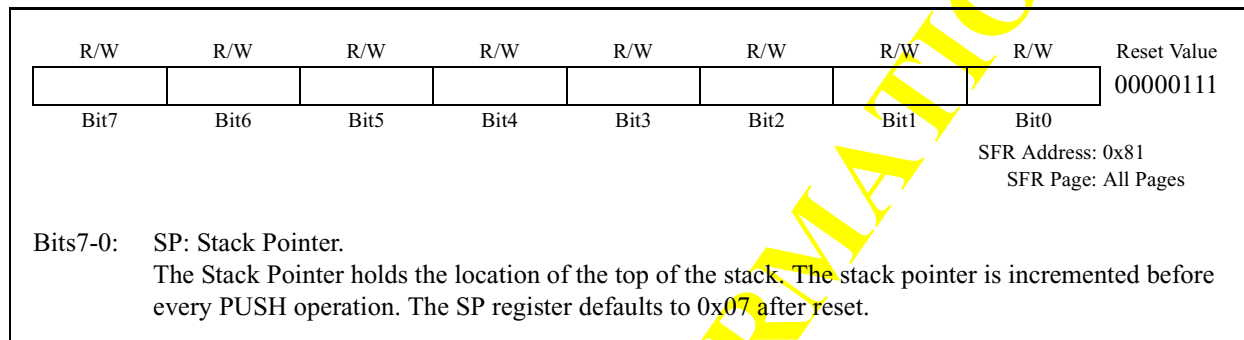 R/W R/W R/W R/W R/W R/W R/W R/W Reset Value
00000111
Bit7 Bit6 Bit5 Bit4 Bit3 Bit2 Bit1 Bit0
SFR Address: 0x81
SFR Page: All Pages
Bits7-0: SP: Stack Pointer.
The Stack Pointer holds the location of the top of the stack. The stack pointer is incremented before
every PUSH operation. The SP register defaults to 0x07 after reset.
RMATIO